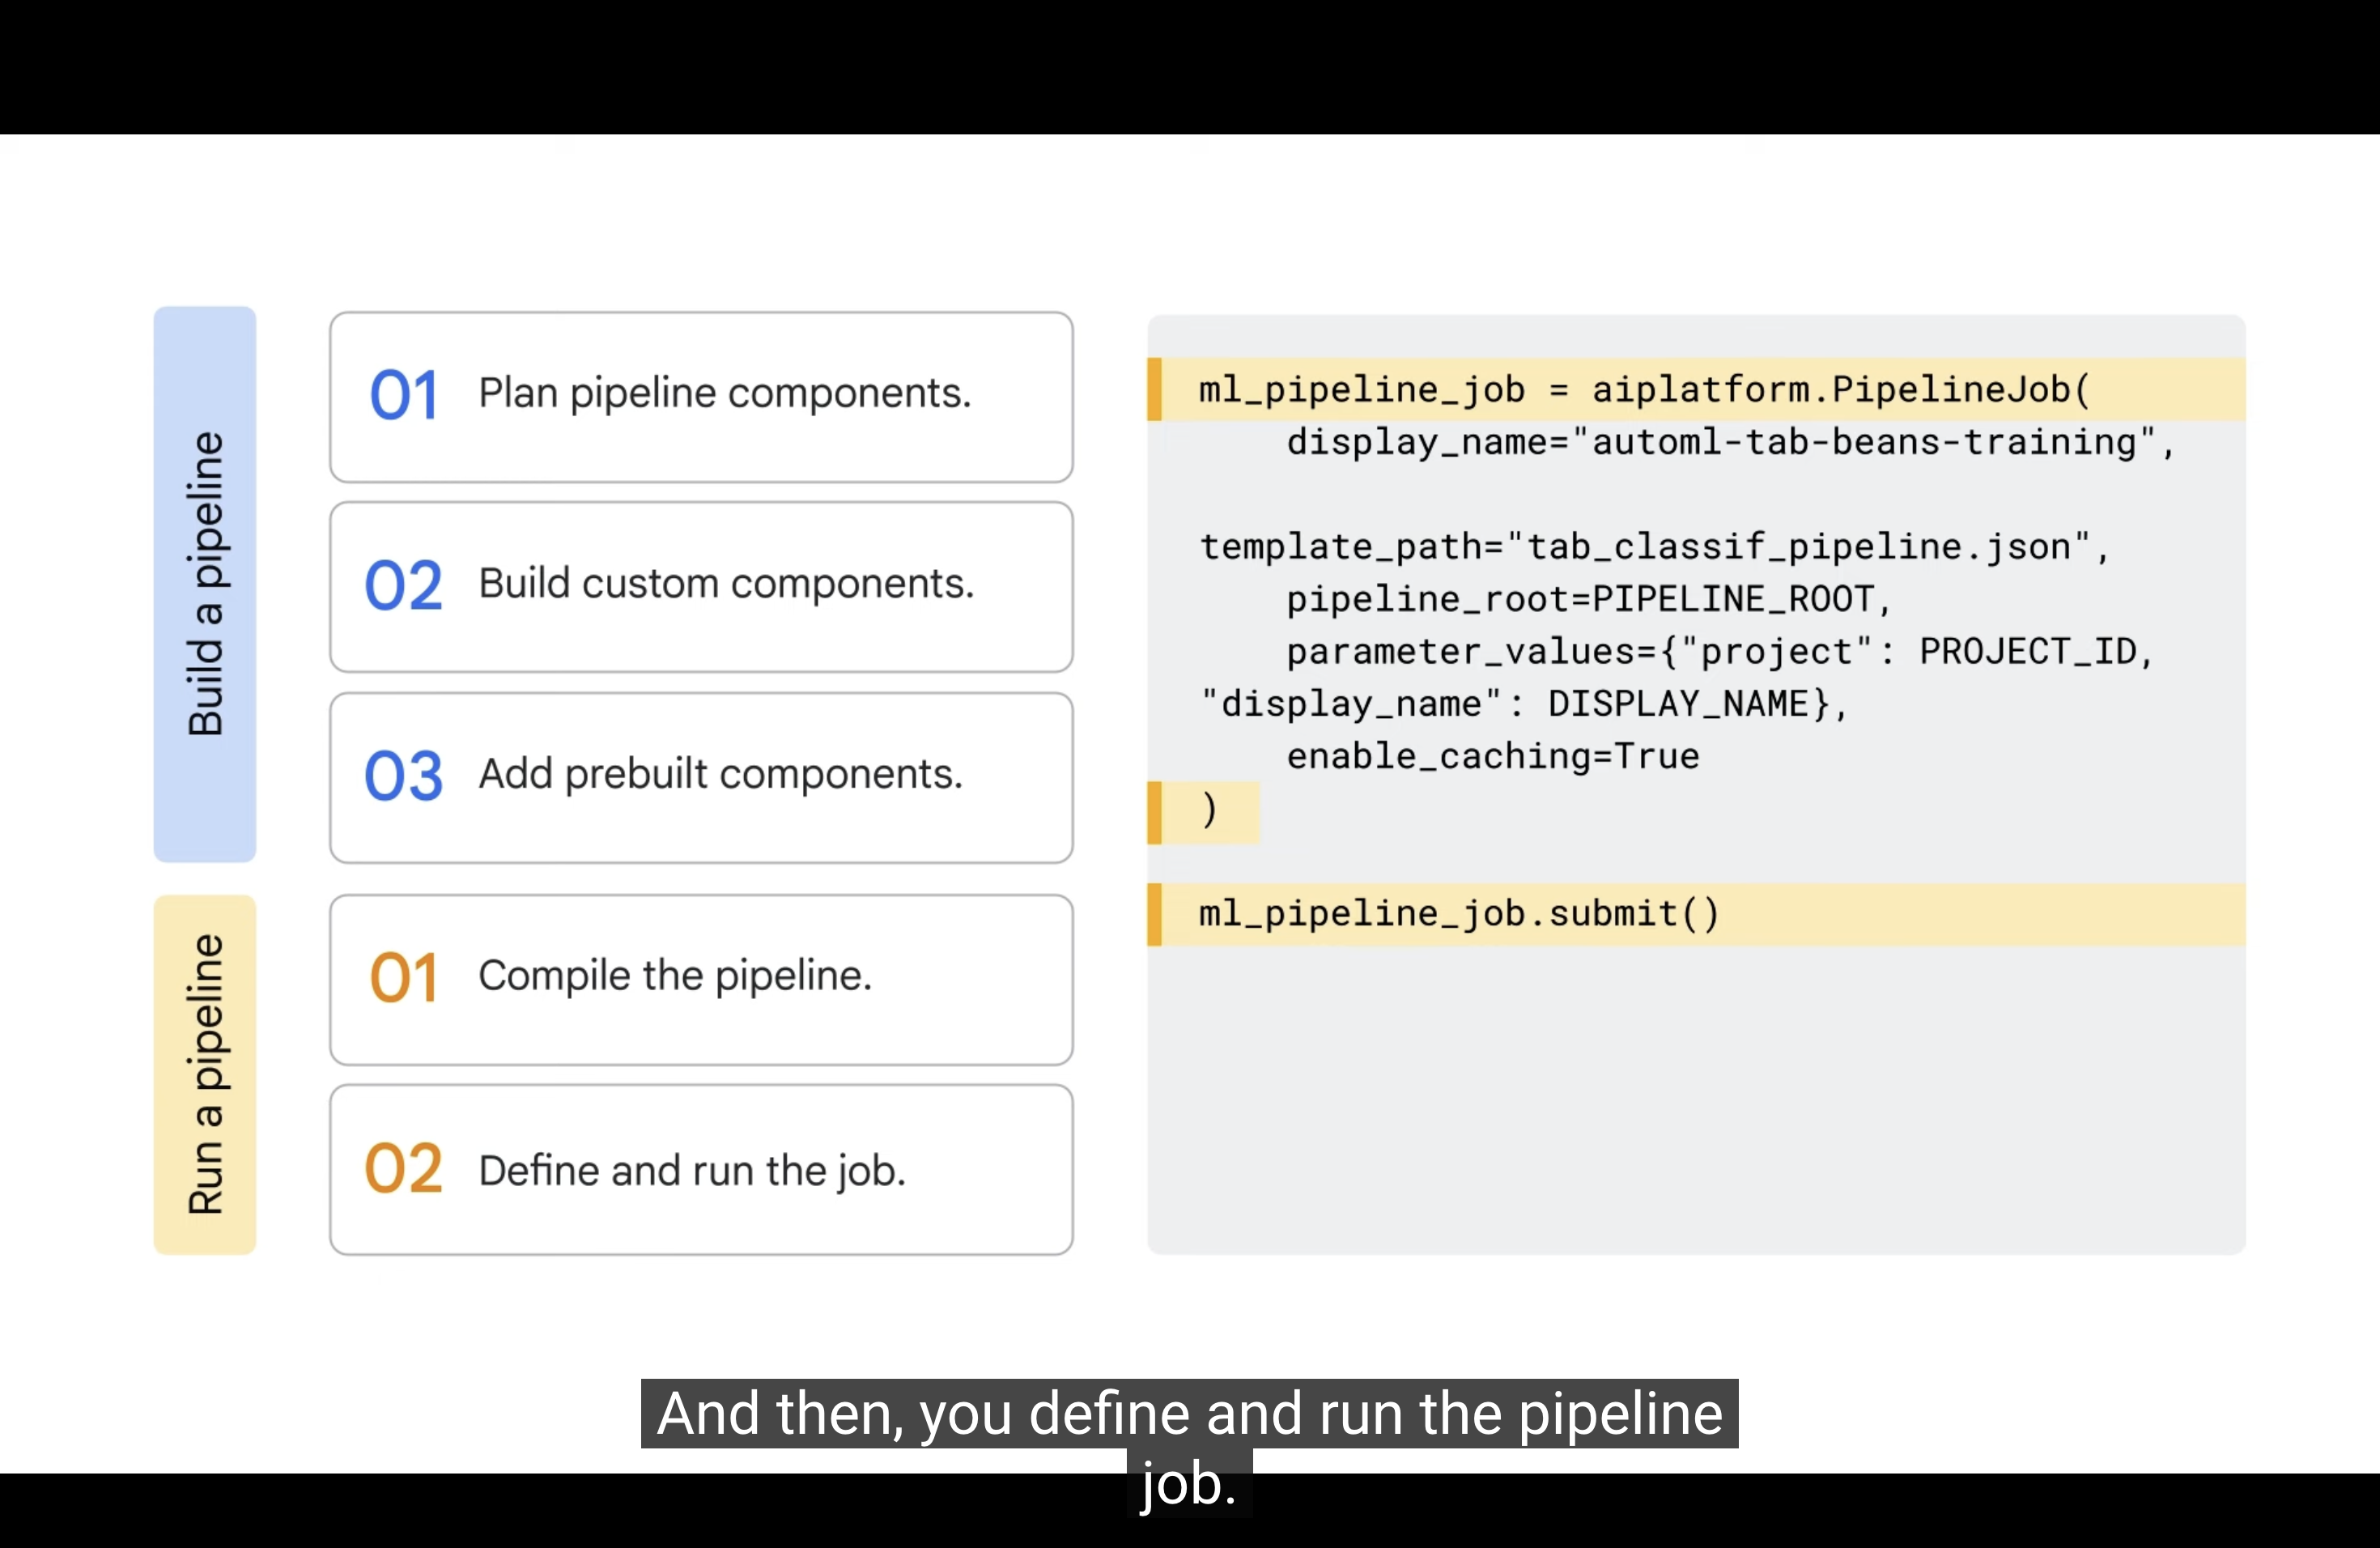 Build a pipeline
01 Plan pipeline components.
02 Build custom components.
03 Add prebuilt components.
Run a pipeline
01 Compile the pipeline.
02 Define and run the job.
ml_pipeline_job = aiplatform.PipelineJob(
    display_name="automl-tab-beans-training",

template_path="tab_classif_pipeline.json",
    pipeline_root=PIPELINE_ROOT,
    parameter_values={"project": PROJECT_ID,
"display_name": DISPLAY_NAME},
    enable_caching=True
)
ml_pipeline_job.submit()
And then, you define and run the pipeline
job.